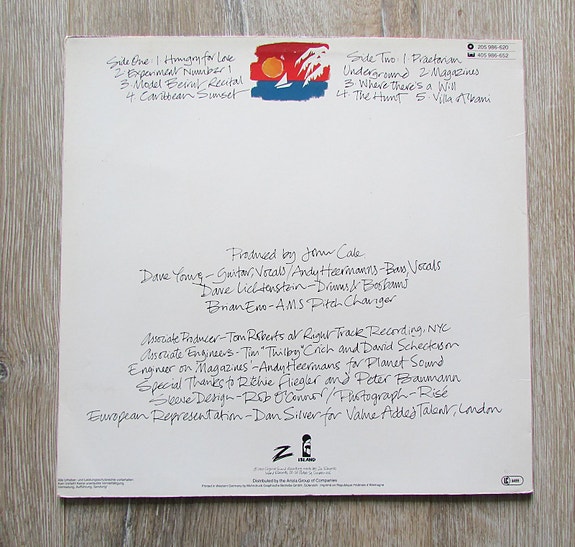 Side One: 1 Hungry for Love
2 Experiment Number 1
3. Model Beirut Recital
4. Caribbean Sunset
Side Two: 1. Praetorian
Underground 2 Magazines
3. Where there's a Will
4. The Hunt 5. Villa Albani
205 986-620
405 986-652
Produced by John Cale
Dave Young - Guitar, Vocals/Andy Heermanns - Bass, Vocals
Dave Lichtenstein - Drums & Bosbans
Brian Eno - AMS Pitch Changer
Associate Producer - Tom Roberts at Right Track Recording, NYC
Associate Engineers - Tim "Thilby" Crich and David Schecterson
Engineer on 'Magazines' - Andy Heermans for Planet Sound
Special Thanks to Richie Fliegler and Peter Baumann
Sleeve Design - Rob O'Connor/Photograph - Risé
European Representation - Dan Silver for Value Added Talent, London
Z
ISLAND
Distributed by the Ariola Group of Companies